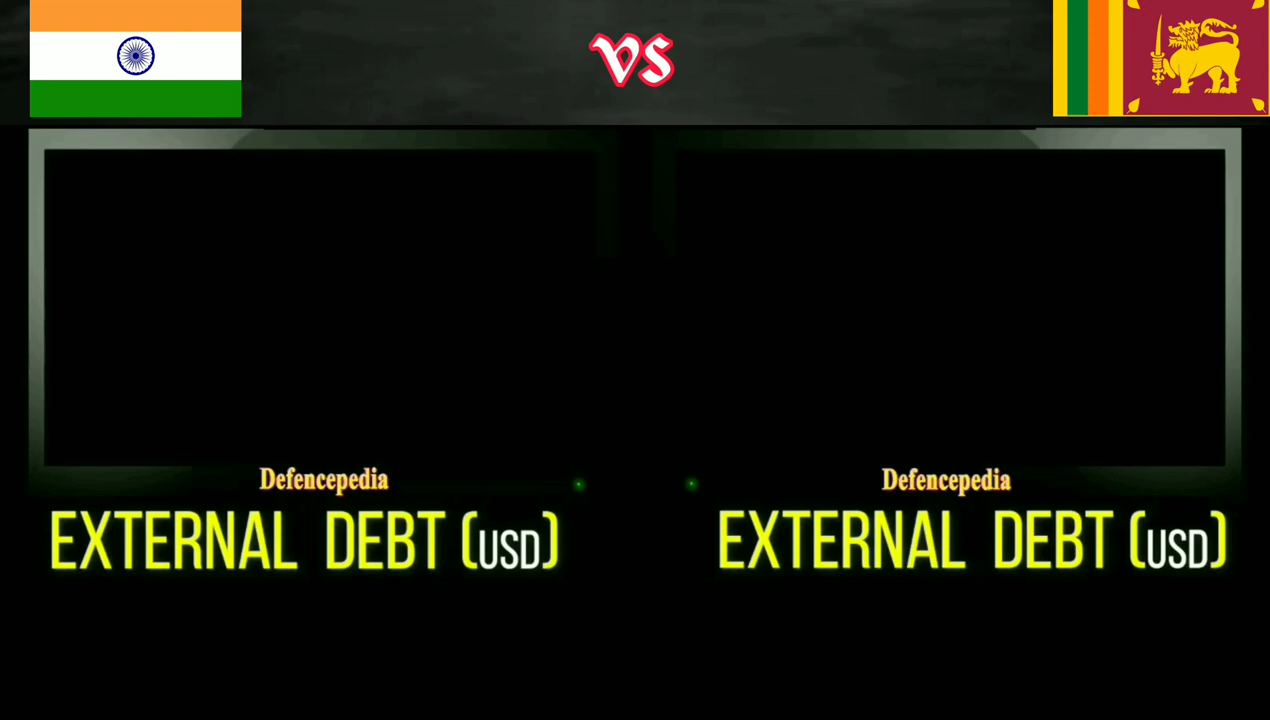 VS
Defencepedia
EXTERNAL DEBT (USD)
Defencepedia
EXTERNAL DEBT (USD)